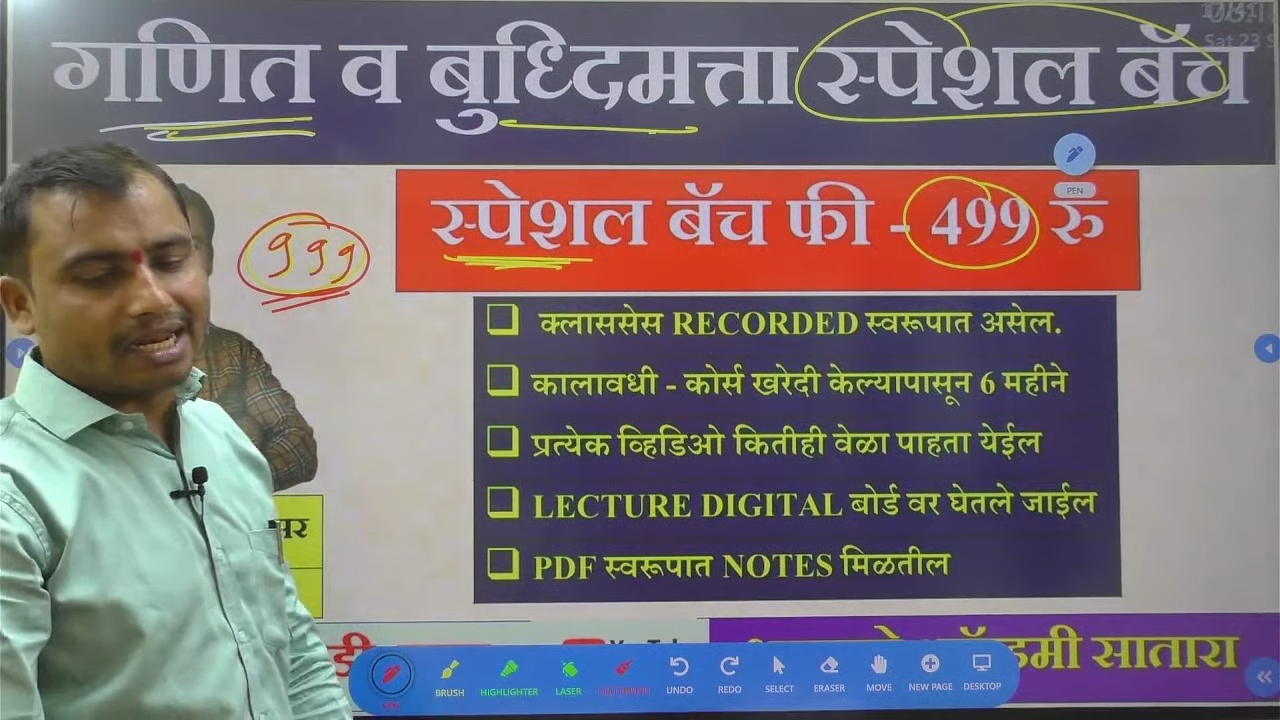 गणित व बुध्दिमत्ता स्पेशल बॅच
Sat 23
PEN
स्पेशल बॅच फी - 499 रु
999
क्लाससेस RECORDED स्वरूपात असेल.
कालावधी - कोर्स खरेदी केल्यापासून 6 महीने
प्रत्येक व्हिडिओ कितीही वेळा पाहता येईल
LECTURE DIGITAL बोर्ड वर घेतले जाईल
PDF स्वरूपात NOTES मिळतील
सातारा
BRUSH HIGHLIGHTER LASER UNDO REDO SELECT ERASER MOVE NEW PAGE DESKTOP